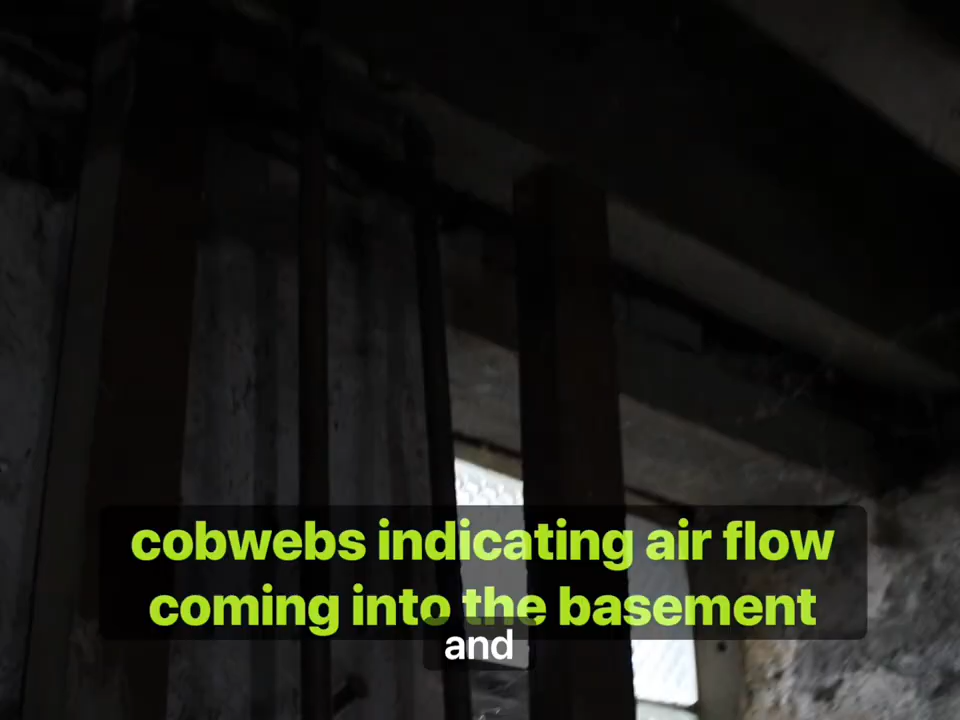 cobwebs indicating air flow
coming into the basement
and